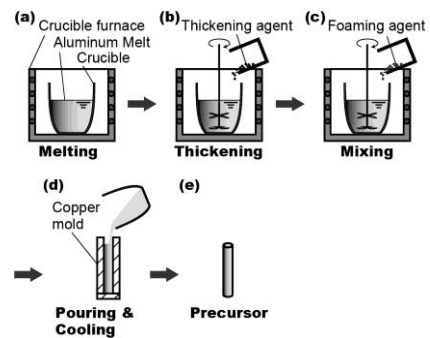 (a) Crucible furnace
Aluminum Melt
Crucible
Melting
(b) Thickening agent
Thickening
(c) Foaming agent
Mixing
(d)
Copper
mold
Pouring &
Cooling
(e)
Precursor